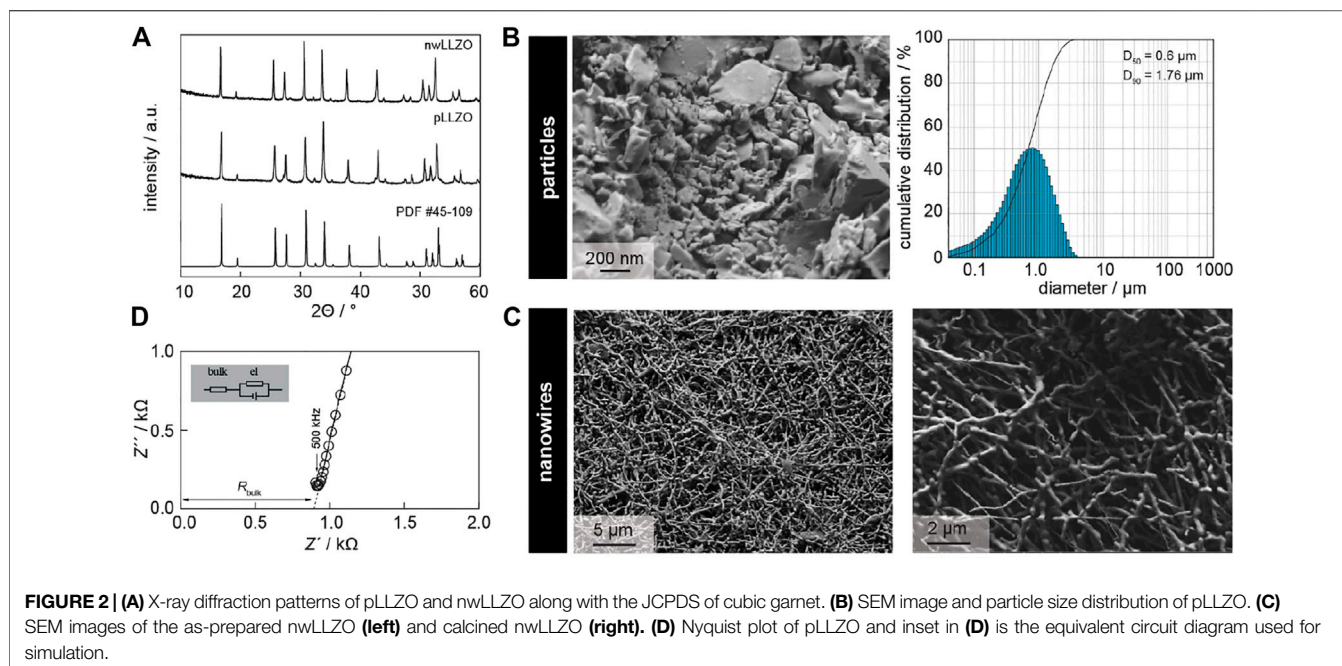 A
nwLLZO
pLLZO
PDF #45-109
intensity / a.u.
10 20 30 40 50 60
2Θ / °
B
particles
200 nm
100
80
60
40
20
0
cumulative distribution / %
D50 = 0.6 µm
D90 = 1.76 µm
0.1 1.0 10 100 1000
diameter / µm
D
bulk el
500 kHz
Rbulk
1.0
0.5
0.0
Z´´ / kΩ
0.0 0.5 1.0 1.5 2.0
Z´ / kΩ
C
nanowires
5 µm
2 µm
FIGURE 2 | (A) X-ray diffraction patterns of pLLZO and nwLLZO along with the JCPDS of cubic garnet. (B) SEM image and particle size distribution of pLLZO. (C)
SEM images of the as-prepared nwLLZO (left) and calcined nwLLZO (right). (D) Nyquist plot of pLLZO and inset in (D) is the equivalent circuit diagram used for
simulation.